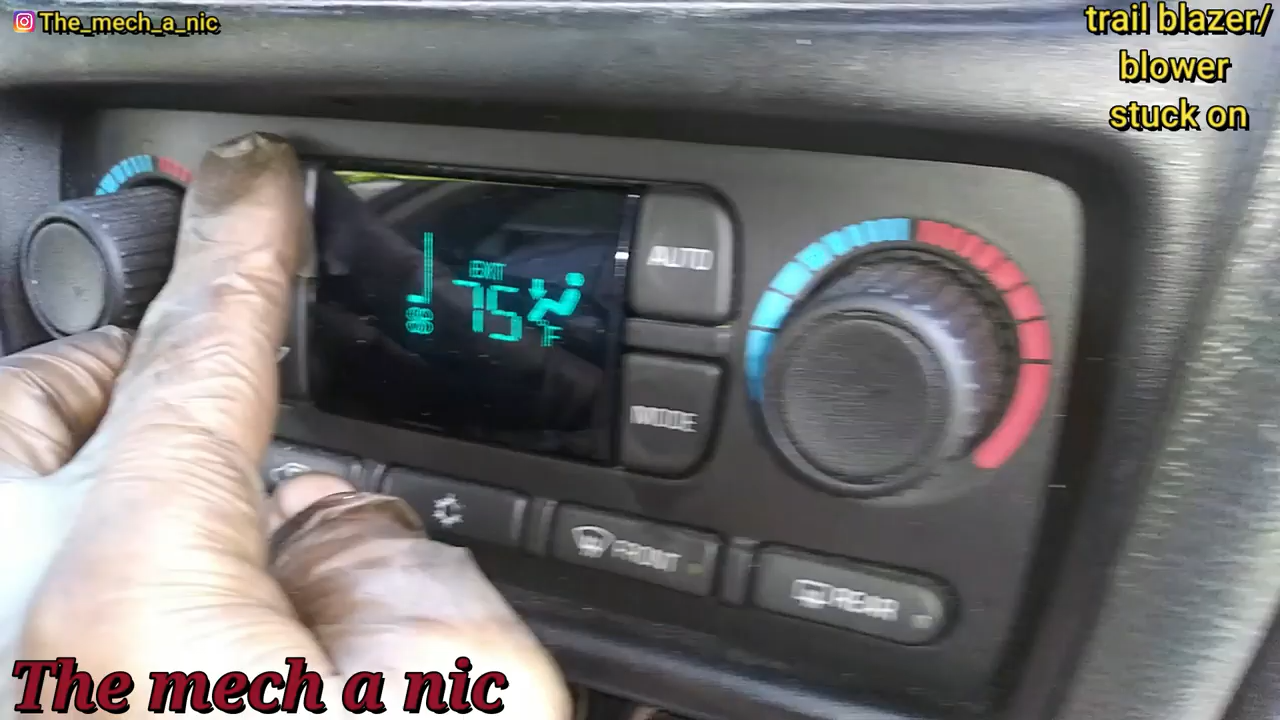 The_mech_a_nic
trail blazer/
blower
stuck on
AUTO
75
°F
MODE
FRONT
REAR
The mech a nic